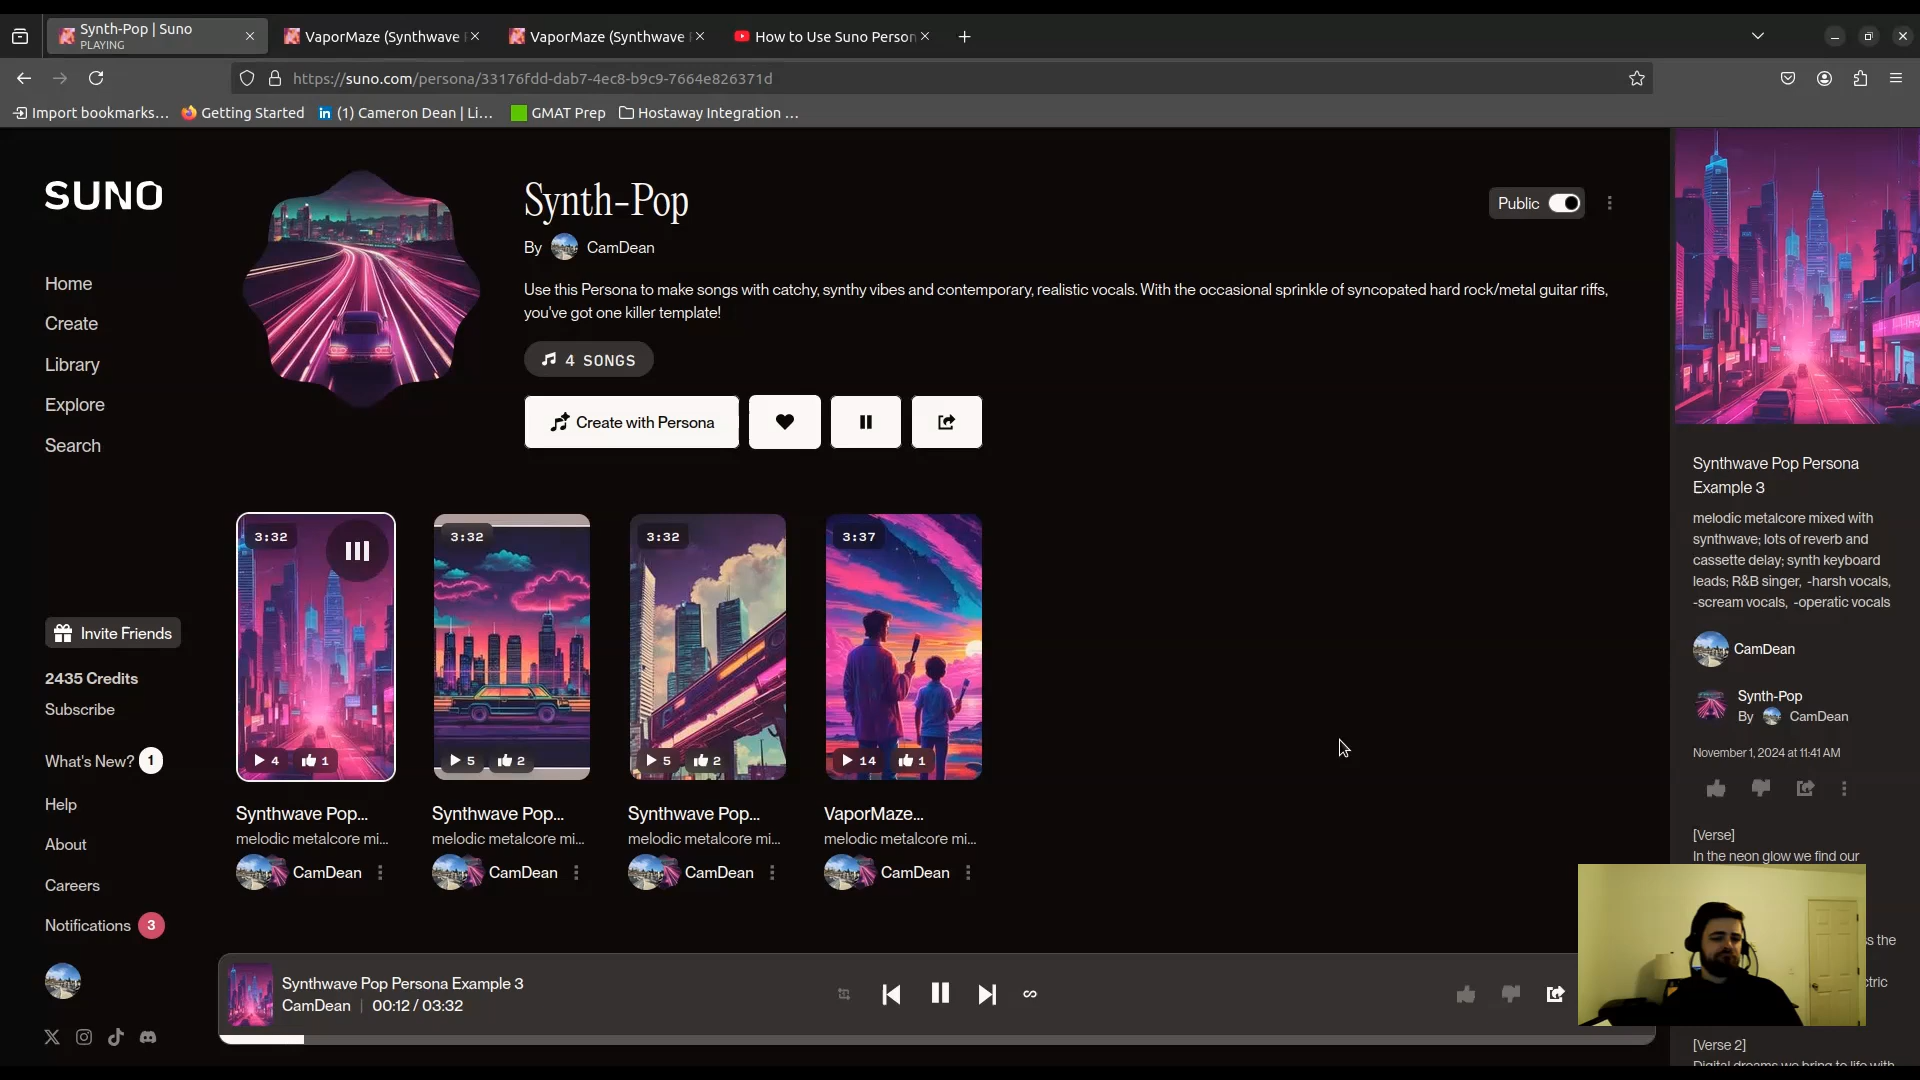 Synth-Pop | Suno
PLAYING
VaporMaze (Synthwave
VaporMaze (Synthwave
How to Use Suno Person
https://suno.com/persona/33176fdd-dab7-4ec8-b9c9-7664e826371d
Import bookmarks...
Getting Started
(1) Cameron Dean | Li...
GMAT Prep
Hostaway Integration ...
SUNO
Home
Create
Library
Explore
Search
Invite Friends
2435 Credits
Subscribe
What's New? 1
Help
About
Careers
Notifications 3
Synth-Pop
Public
By CamDean
Use this Persona to make songs with catchy, synthy vibes and contemporary, realistic vocals. With the occasional sprinkle of syncopated hard rock/metal guitar riffs,
you've got one killer template!
4 SONGS
Create with Persona
3:32
4 1
Synthwave Pop...
melodic metalcore mi...
CamDean
3:32
5 2
Synthwave Pop...
melodic metalcore mi...
CamDean
3:32
5 2
Synthwave Pop...
melodic metalcore mi...
CamDean
3:37
14 1
VaporMaze...
melodic metalcore mi...
CamDean
Synthwave Pop Persona Example 3
CamDean | 00:12 / 03:32
Synthwave Pop Persona
Example 3
melodic metalcore mixed with
synthwave; lots of reverb and
cassette delay; synth keyboard
leads; R&B singer, -harsh vocals,
-scream vocals, -operatic vocals
CamDean
Synth-Pop
By CamDean
November 1, 2024 at 11:41 AM
[Verse]
In the neon glow we find our
s the
tric
[Verse 2]
Digital dreams we bring to life with